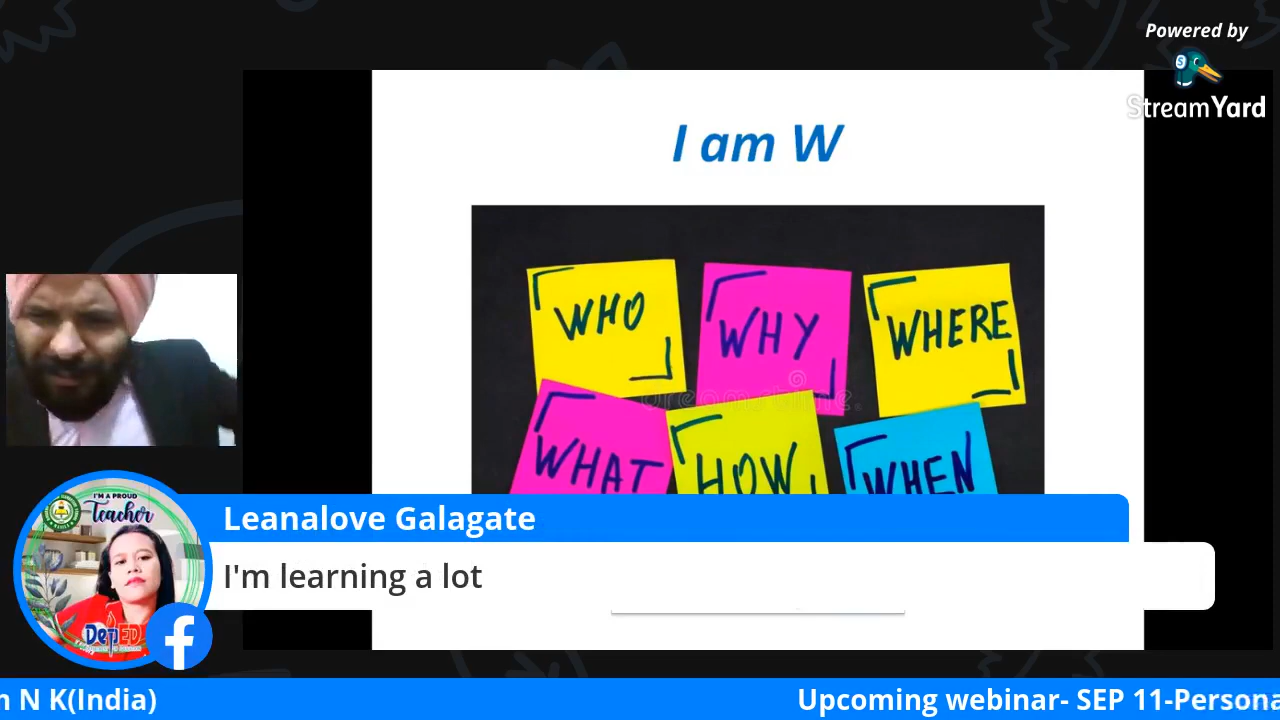 Powered by
StreamYard
I am W
WHO
WHY
WHERE
dreamstime.
WHAT
HOW
WHEN
I'M A PROUD
Teacher
DepED
Leanalove Galagate
I'm learning a lot
n N K(India)
Upcoming webinar- SEP 11-Persona